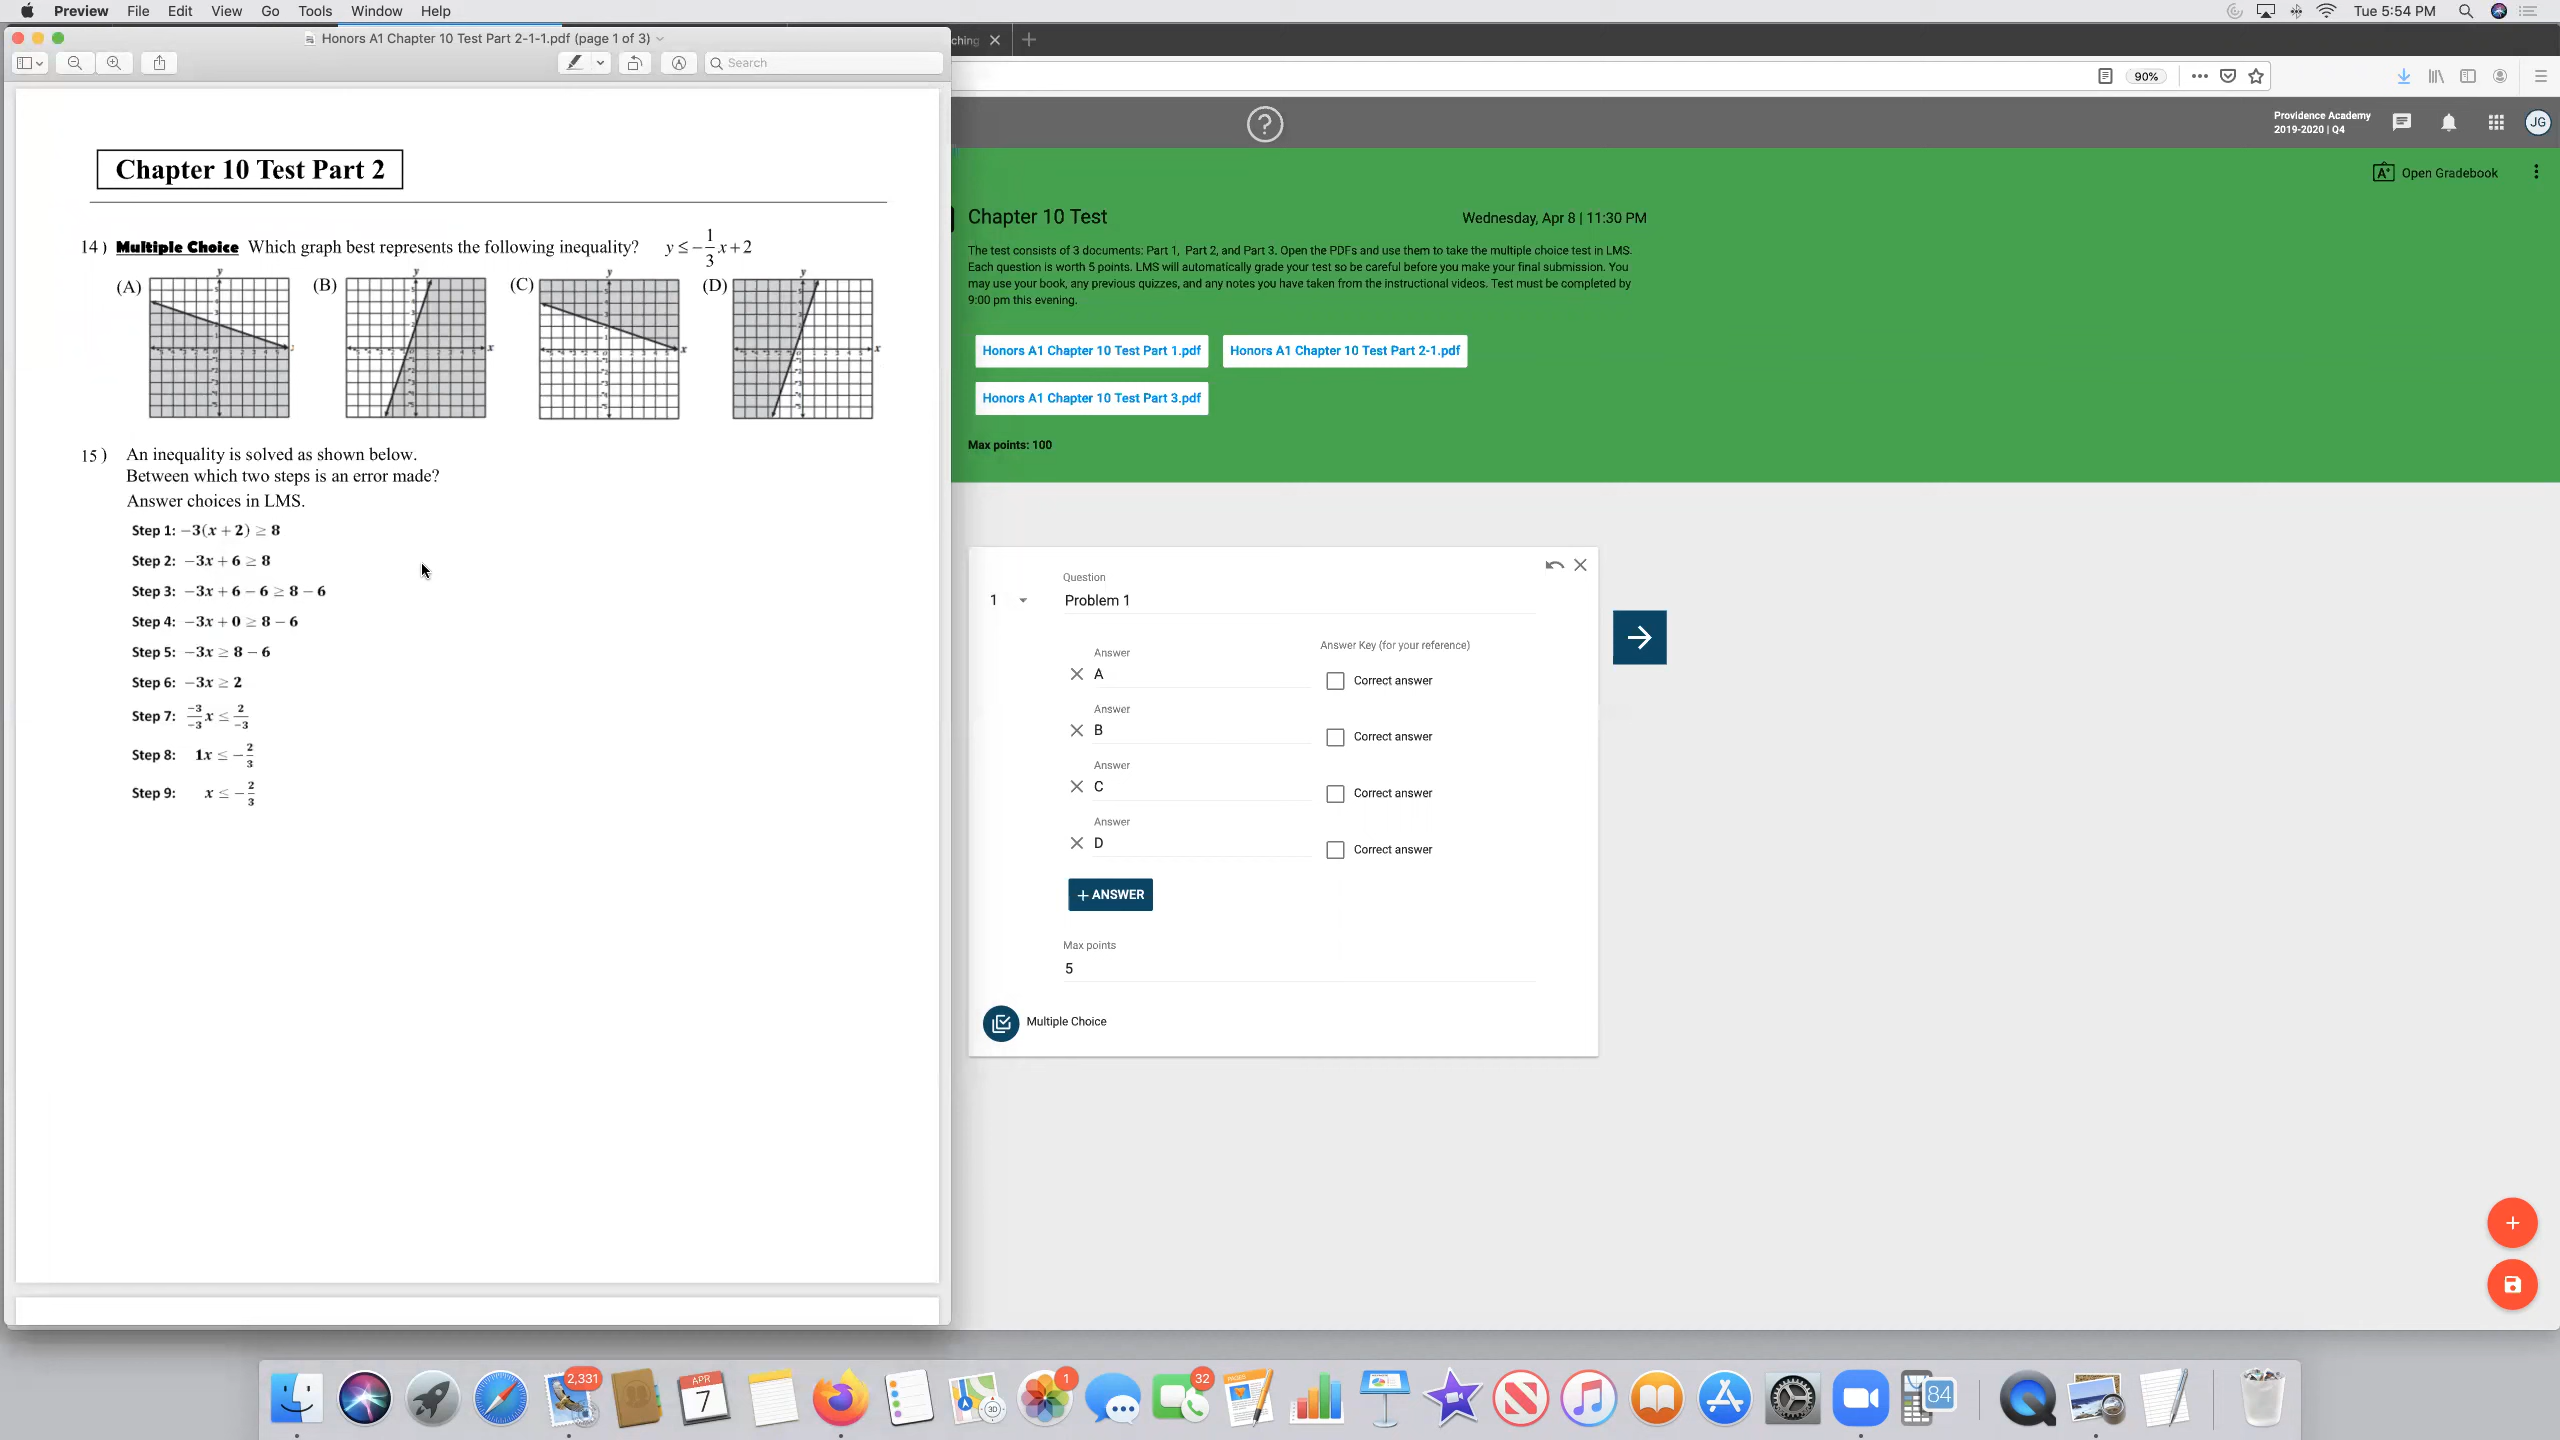 Preview File Edit View Go Tools Window Help
Tue 5:54 PM
Honors A1 Chapter 10 Test Part 2-1-1.pdf (page 1 of 3)
Search
ching
90%
Providence Academy
2019-2020 | Q4
JG
Open Gradebook
Chapter 10 Test Part 2
14) Multiple Choice Which graph best represents the following inequality? y ≤ -1/3 x + 2
(A) (B) (C) (D)
y y y y
x x x
15) An inequality is solved as shown below.
Between which two steps is an error made?
Answer choices in LMS.
Step 1: −3(x + 2) ≥ 8
Step 2: −3x + 6 ≥ 8
Step 3: −3x + 6 − 6 ≥ 8 − 6
Step 4: −3x + 0 ≥ 8 − 6
Step 5: −3x ≥ 8 − 6
Step 6: −3x ≥ 2
Step 7: −3/−3 x ≤ 2/−3
Step 8: 1x ≤ −2/3
Step 9: x ≤ −2/3
Chapter 10 Test
Wednesday, Apr 8 | 11:30 PM
The test consists of 3 documents: Part 1, Part 2, and Part 3. Open the PDFs and use them to take the multiple choice test in LMS.
Each question is worth 5 points. LMS will automatically grade your test so be careful before you make your final submission. You
may use your book, any previous quizzes, and any notes you have taken from the instructional videos. Test must be completed by
9:00 pm this evening.
Honors A1 Chapter 10 Test Part 1.pdf
Honors A1 Chapter 10 Test Part 2-1.pdf
Honors A1 Chapter 10 Test Part 3.pdf
Max points: 100
Question
1 Problem 1
Answer Key (for your reference)
Answer
A Correct answer
Answer
B Correct answer
Answer
C Correct answer
Answer
D Correct answer
+ ANSWER
Max points
5
Multiple Choice
2,331
APR
7
3D
1
32
PAGES
84